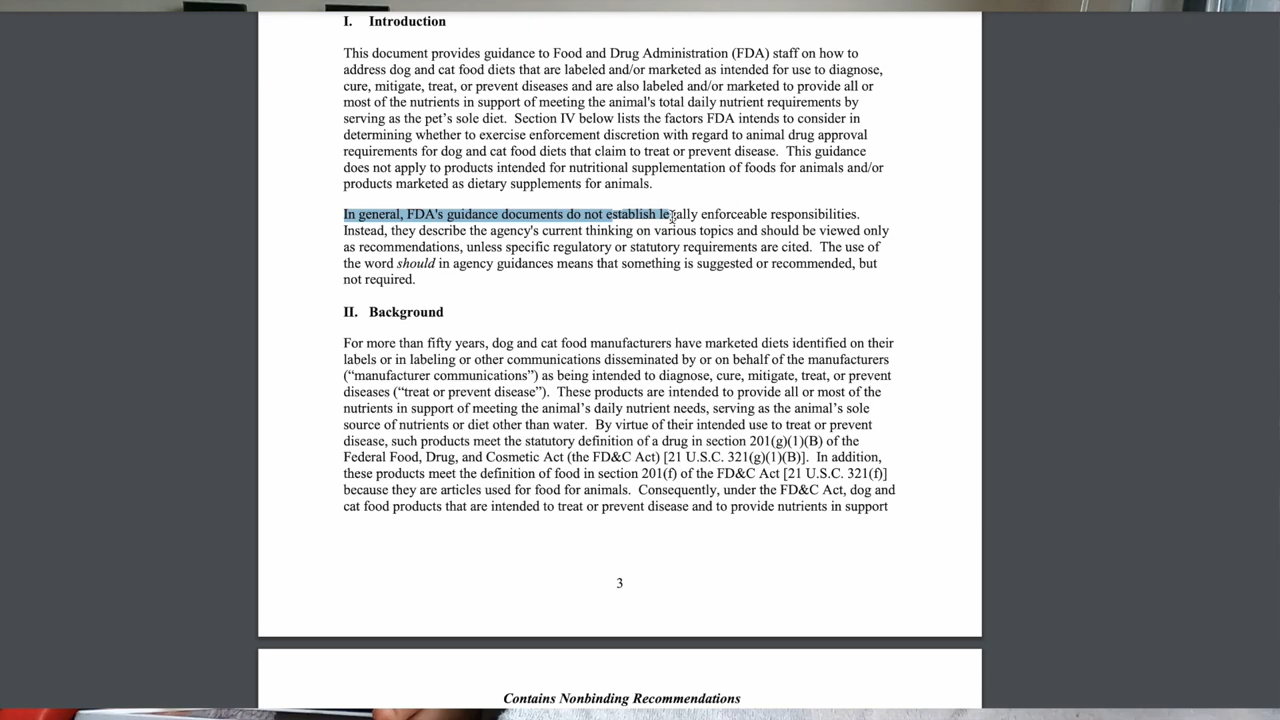 I. Introduction
This document provides guidance to Food and Drug Administration (FDA) staff on how to
address dog and cat food diets that are labeled and/or marketed as intended for use to diagnose,
cure, mitigate, treat, or prevent diseases and are also labeled and/or marketed to provide all or
most of the nutrients in support of meeting the animal's total daily nutrient requirements by
serving as the pet’s sole diet. Section IV below lists the factors FDA intends to consider in
determining whether to exercise enforcement discretion with regard to animal drug approval
requirements for dog and cat food diets that claim to treat or prevent disease. This guidance
does not apply to products intended for nutritional supplementation of foods for animals and/or
products marketed as dietary supplements for animals.
In general, FDA's guidance documents do not establish legally enforceable responsibilities.
Instead, they describe the agency's current thinking on various topics and should be viewed only
as recommendations, unless specific regulatory or statutory requirements are cited. The use of
the word should in agency guidances means that something is suggested or recommended, but
not required.
II. Background
For more than fifty years, dog and cat food manufacturers have marketed diets identified on their
labels or in labeling or other communications disseminated by or on behalf of the manufacturers
(“manufacturer communications”) as being intended to diagnose, cure, mitigate, treat, or prevent
diseases (“treat or prevent disease”). These products are intended to provide all or most of the
nutrients in support of meeting the animal’s daily nutrient needs, serving as the animal’s sole
source of nutrients or diet other than water. By virtue of their intended use to treat or prevent
disease, such products meet the statutory definition of a drug in section 201(g)(1)(B) of the
Federal Food, Drug, and Cosmetic Act (the FD&C Act) [21 U.S.C. 321(g)(1)(B)]. In addition,
these products meet the definition of food in section 201(f) of the FD&C Act [21 U.S.C. 321(f)]
because they are articles used for food for animals. Consequently, under the FD&C Act, dog and
cat food products that are intended to treat or prevent disease and to provide nutrients in support
3
Contains Nonbinding Recommendations